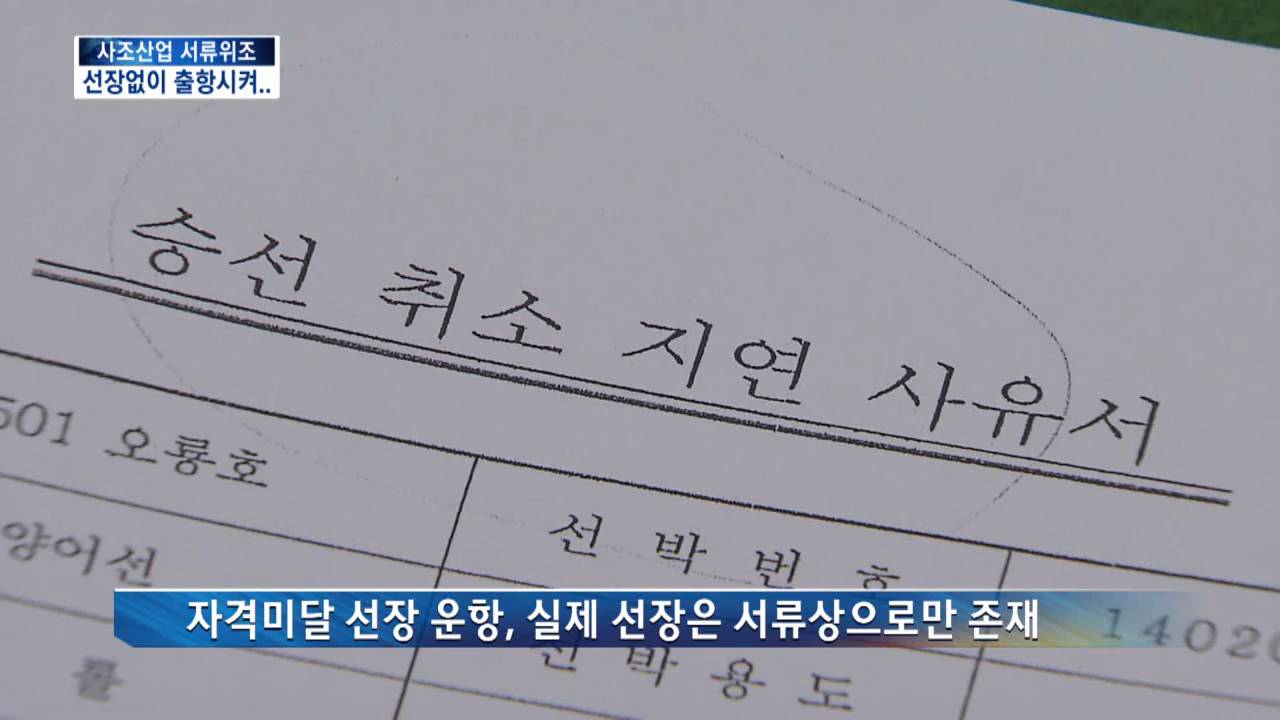 사조산업 서류위조
선장없이 출항시켜..
승선 취소 지연 사유서
501 오룡호
선 박 번 호
양어선
자격미달 선장 운항, 실제 선장은 서류상으로만 존재
1402
선 박 용 도